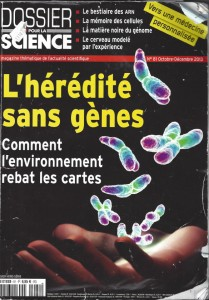 DOSSIER
POUR LA
SCIENCE
• Le bestiaire des ARN
• La mémoire des cellules
• La matière noire du génome
• Le cerveau modelé
par l'expérience
Vers une médecine
personnalisée
magazine thématique de l'actualité scientifique
N° 81 Octobre-Décembre 2013
L'hérédité
sans gènes
Comment
l'environnement
rebat les cartes